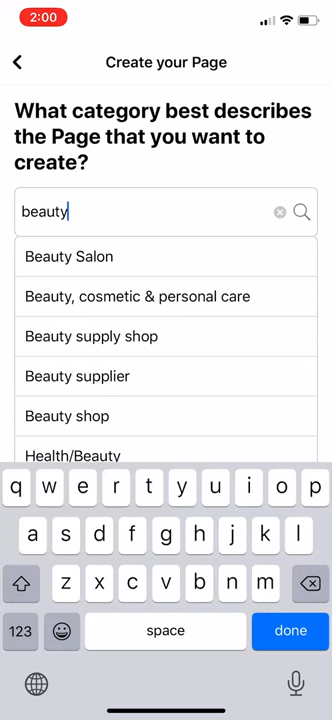 2:00
Create your Page
What category best describes
the Page that you want to
create?
beauty
Beauty Salon
Beauty, cosmetic & personal care
Beauty supply shop
Beauty supplier
Beauty shop
Health/Beauty
q w e r t y u i o p
a s d f g h j k l
z x c v b n m
123 space done